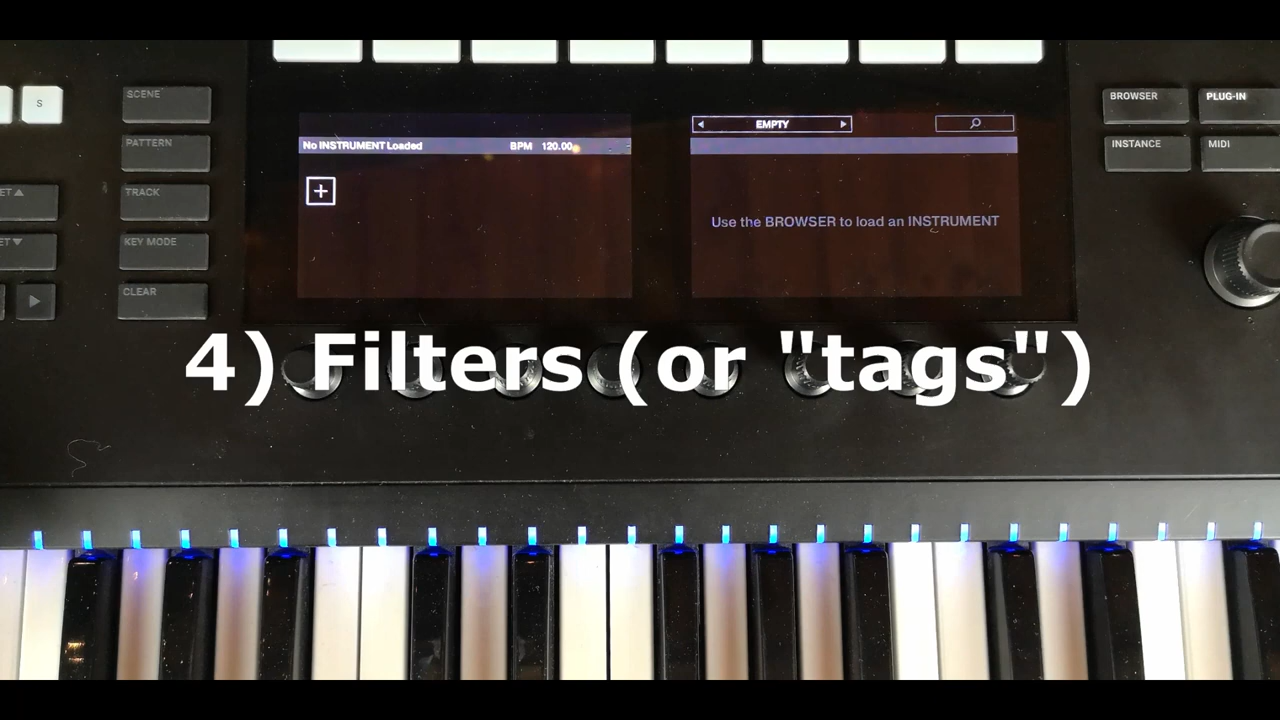 S
SCENE
PATTERN
TRACK
KEY MODE
CLEAR
No INSTRUMENT Loaded BPM 120.00
EMPTY
Use the BROWSER to load an INSTRUMENT
BROWSER
PLUG-IN
INSTANCE
MIDI
4) Filters (or "tags")